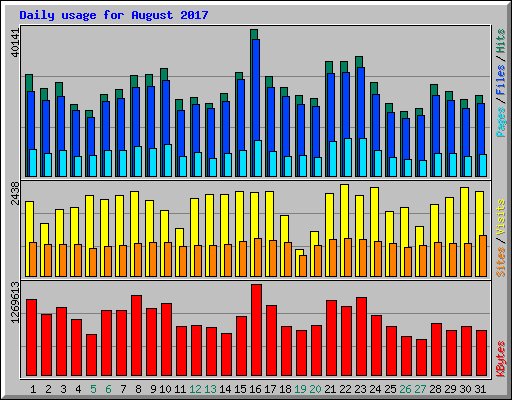 Daily usage for August 2017
40141
Pages / Files / Hits
2438
Sites / Visits
1269613
KBytes
1 2 3 4 5 6 7 8 9 10 11 12 13 14 15 16 17 18 19 20 21 22 23 24 25 26 27 28 29 30 31